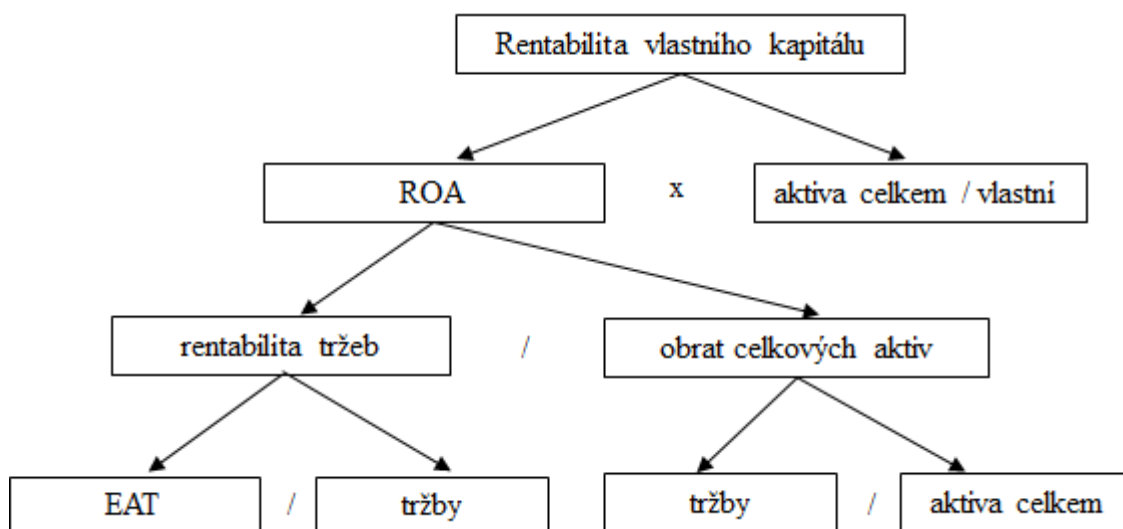 Rentabilita vlastního kapitálu
ROA x aktiva celkem / vlastní
rentabilita tržeb / obrat celkových aktiv
EAT / tržby tržby / aktiva celkem